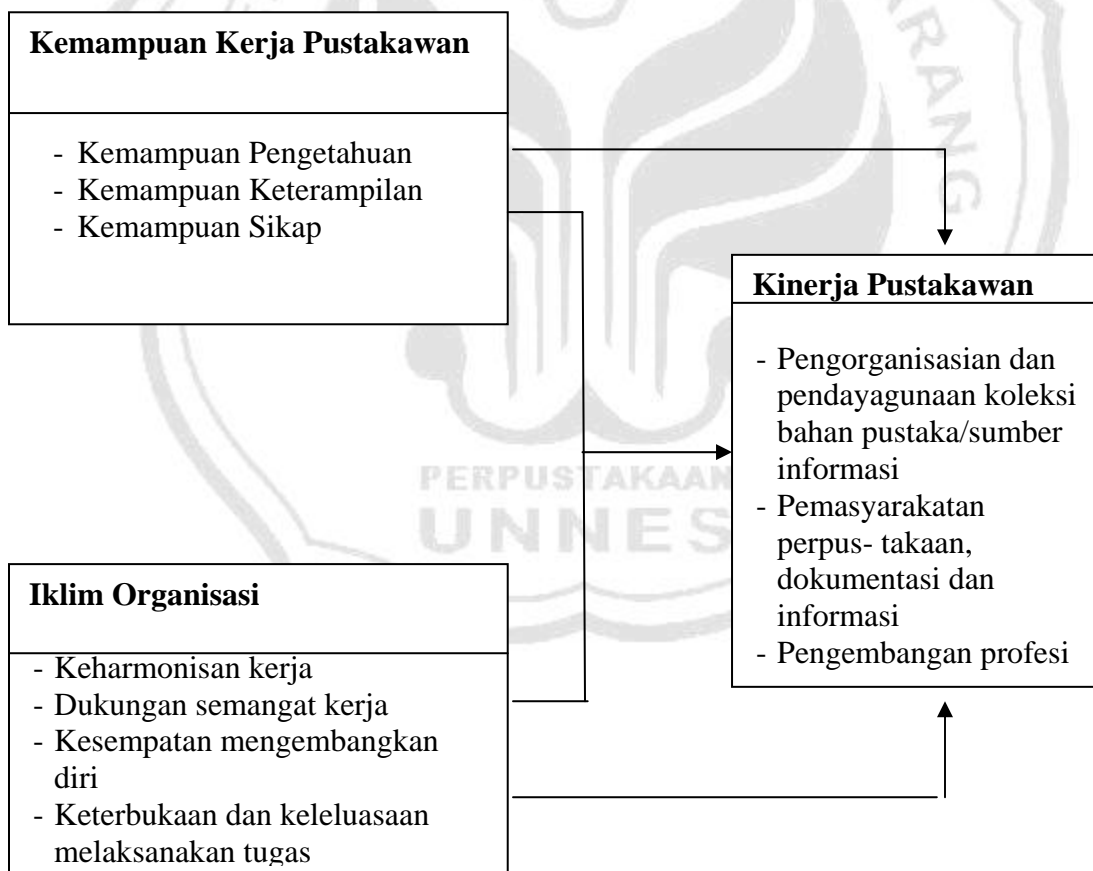 Kemampuan Kerja Pustakawan
- Kemampuan Pengetahuan
- Kemampuan Keterampilan
- Kemampuan Sikap
Kinerja Pustakawan
- Pengorganisasian dan
pendayagunaan koleksi
bahan pustaka/sumber
informasi
- Pemasyarakatan
perpus- takaan,
dokumentasi dan
informasi
- Pengembangan profesi
Iklim Organisasi
- Keharmonisan kerja
- Dukungan semangat kerja
- Kesempatan mengembangkan
diri
- Keterbukaan dan keleluasaan
melaksanakan tugas
PERPUSTAKAAN
UNNES
ARANG